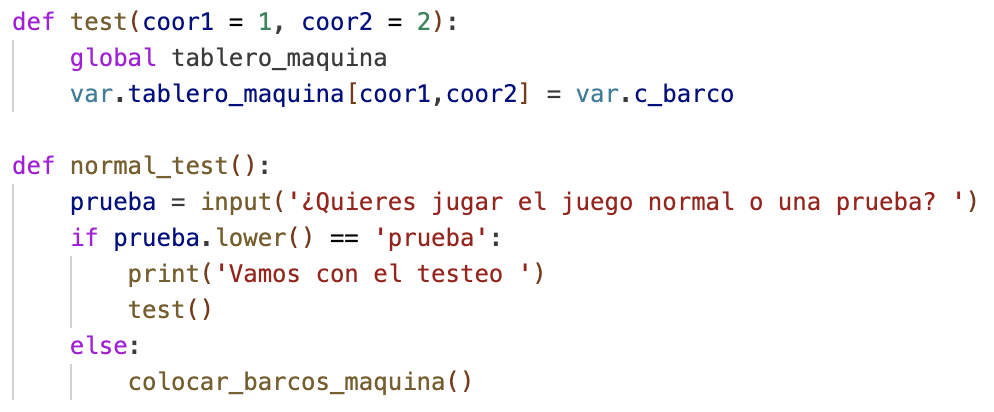 def test(coor1 = 1, coor2 = 2):
    global tablero_maquina
    var.tablero_maquina[coor1,coor2] = var.c_barco

def normal_test():
    prueba = input('¿Quieres jugar el juego normal o una prueba? ')
    if prueba.lower() == 'prueba':
        print('Vamos con el testeo ')
        test()
    else:
        colocar_barcos_maquina()